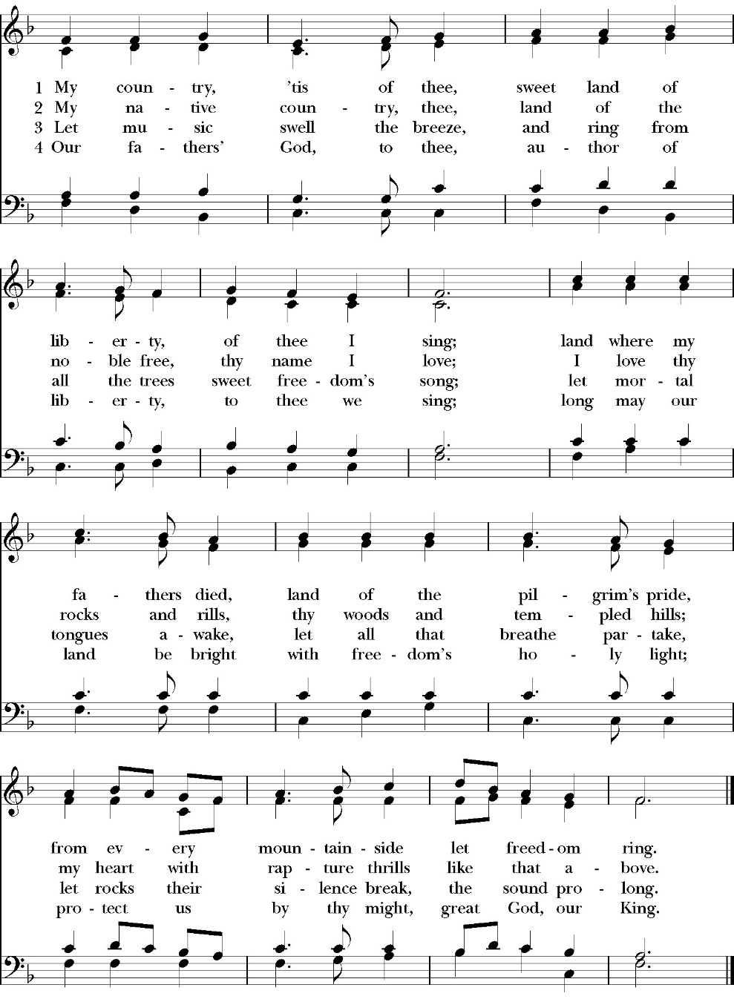 1 My coun - try, 'tis of thee, sweet land of
2 My na - tive coun - try, thee, land of the
3 Let mu - sic swell the breeze, and ring from
4 Our fa - thers' God, to thee, au - thor of
lib - er - ty, of thee I sing; land where my
no - ble free, thy name I love; I love thy
all the trees sweet free - dom's song; let mor - tal
lib - er - ty, to thee we sing; long may our
fa - thers died, land of the pil - grim's pride,
rocks and rills, thy woods and tem - pled hills;
tongues a - wake, let all that breathe par - take,
land be bright with free - dom's ho - ly light;
from ev - ery moun - tain - side let freed - om ring.
my heart with rap - ture thrills like that a - bove.
let rocks their si - lence break, the sound pro - long.
pro - tect us by thy might, great God, our King.